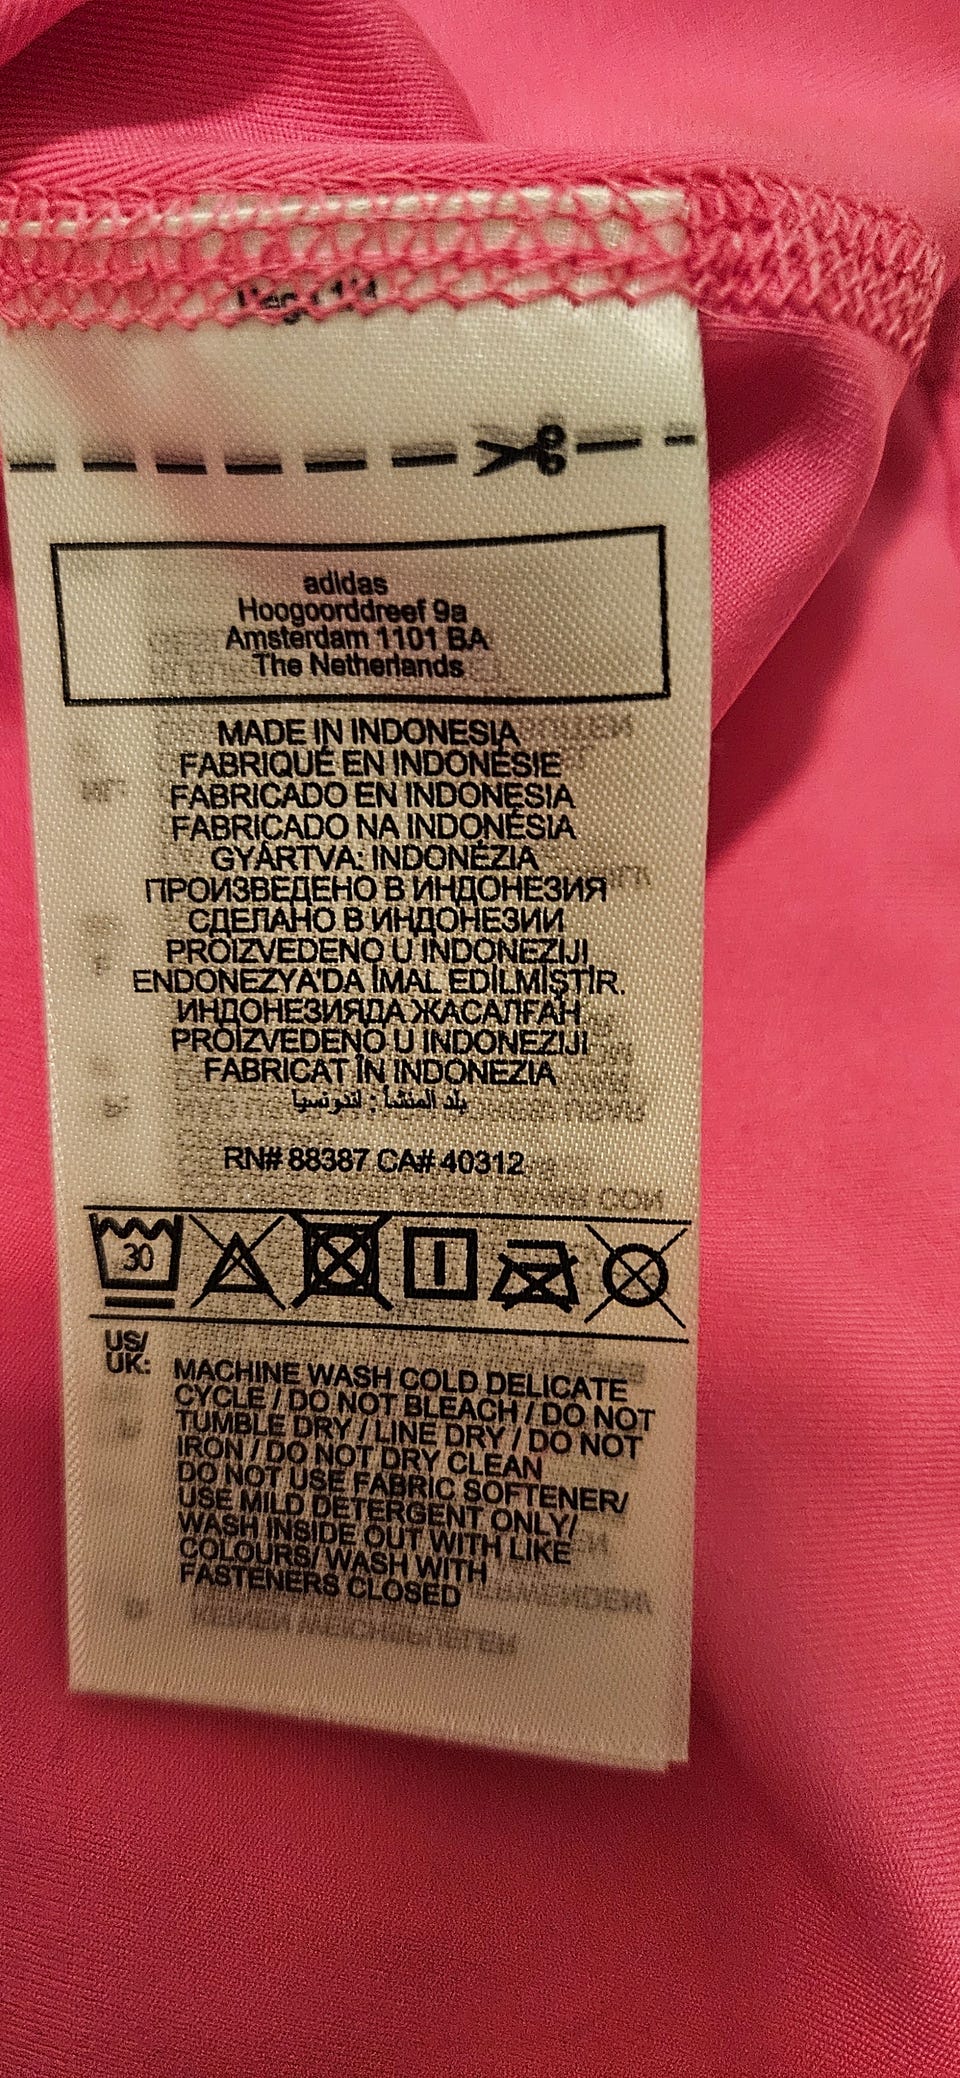 adidas
Hoogoorddreef 9a
Amsterdam 1101 BA
The Netherlands
MADE IN INDONESIA
FABRIQUÉ EN INDONÉSIE
FABRICADO EN INDONESIA
FABRICADO NA INDONÉSIA
GYÁRTVA: INDONÉZIA
ПРОИЗВЕДЕНО В ИНДОНЕЗИЯ
СДЕЛАНО В ИНДОНЕЗИИ
PROIZVEDENO U INDONEZIJI
ENDONEZYA'DA İMAL EDİLMİŞTİR.
ИНДОНЕЗИЯДА ЖАСАЛҒАН
PROIZVEDENO U INDONEZIJI
FABRICAT ÎN INDONEZIA
بلد المنشأ : اندونسيا
RN# 88387 CA# 40312
30
US/
UK:
MACHINE WASH COLD DELICATE
CYCLE / DO NOT BLEACH / DO NOT
TUMBLE DRY / LINE DRY / DO NOT
IRON / DO NOT DRY CLEAN
DO NOT USE FABRIC SOFTENER/
USE MILD DETERGENT ONLY/
WASH INSIDE OUT WITH LIKE
COLOURS/ WASH WITH
FASTENERS CLOSED